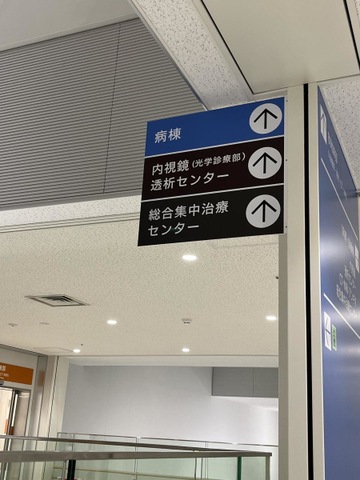 病棟
内視鏡(光学診療部)
透析センター
総合集中治療
センター